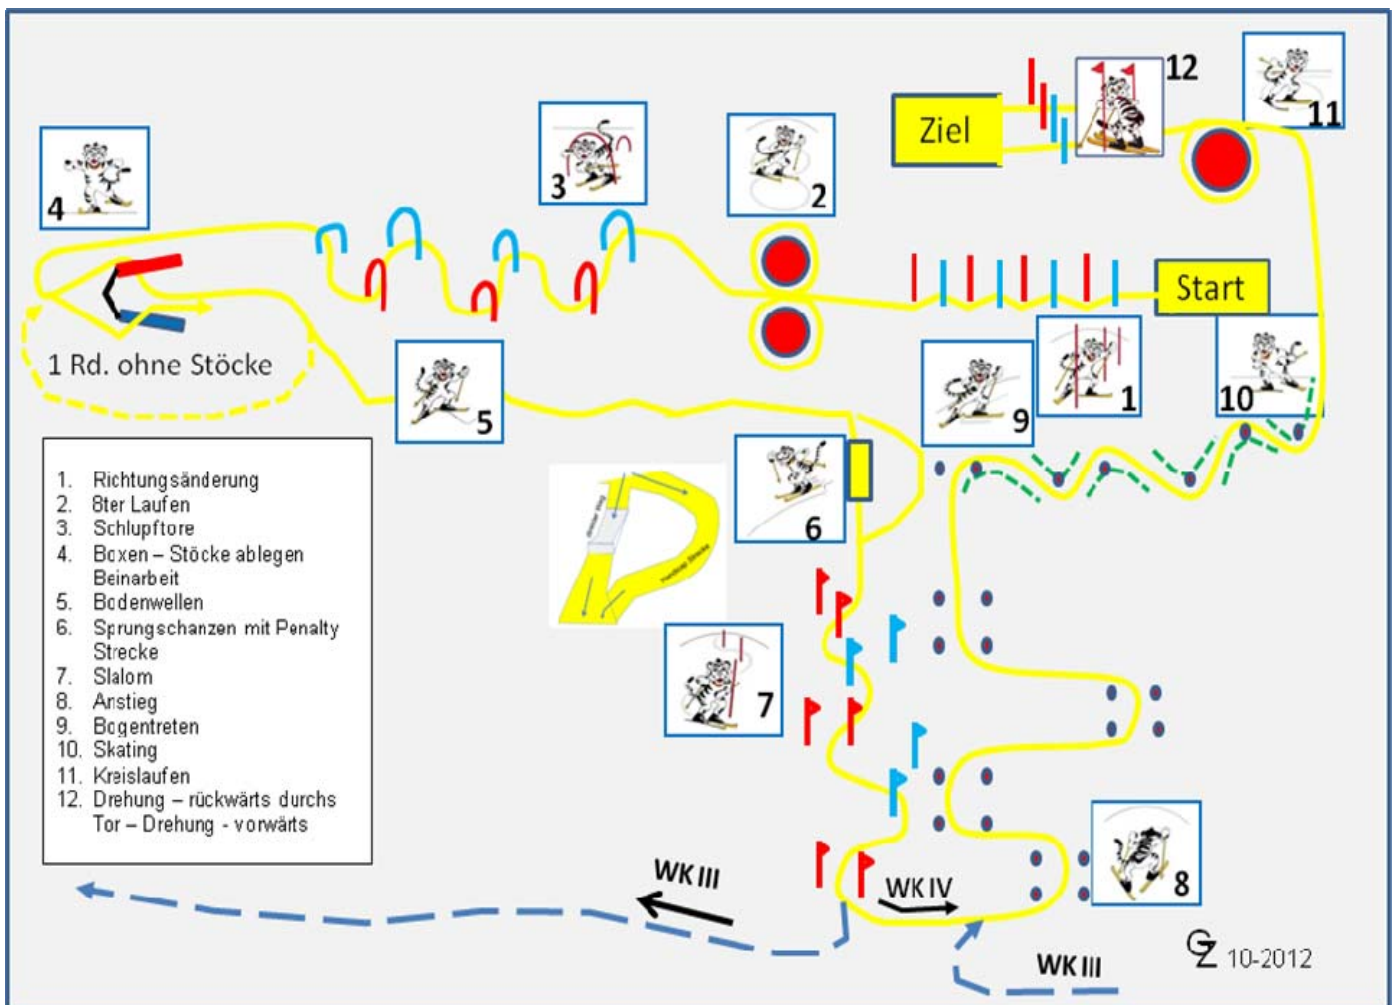 12
Ziel
11
4
3
2
Start
1 Rd. ohne Stöcke
5
9
1
10
6
1. Richtungsänderung
2. 8ter Laufen
3. Schlupftore
4. Boxen – Stöcke ablegen
Beinarbeit
5. Bodenwellen
6. Sprungschanzen mit Penalty
Strecke
7. Slalom
8. Anstieg
9. Bogentreten
10. Skating
11. Kreislaufen
12. Drehung – rückwärts durchs
Tor – Drehung - vorwärts
7
8
WK III
WK IV
WK III
GZ 10-2012